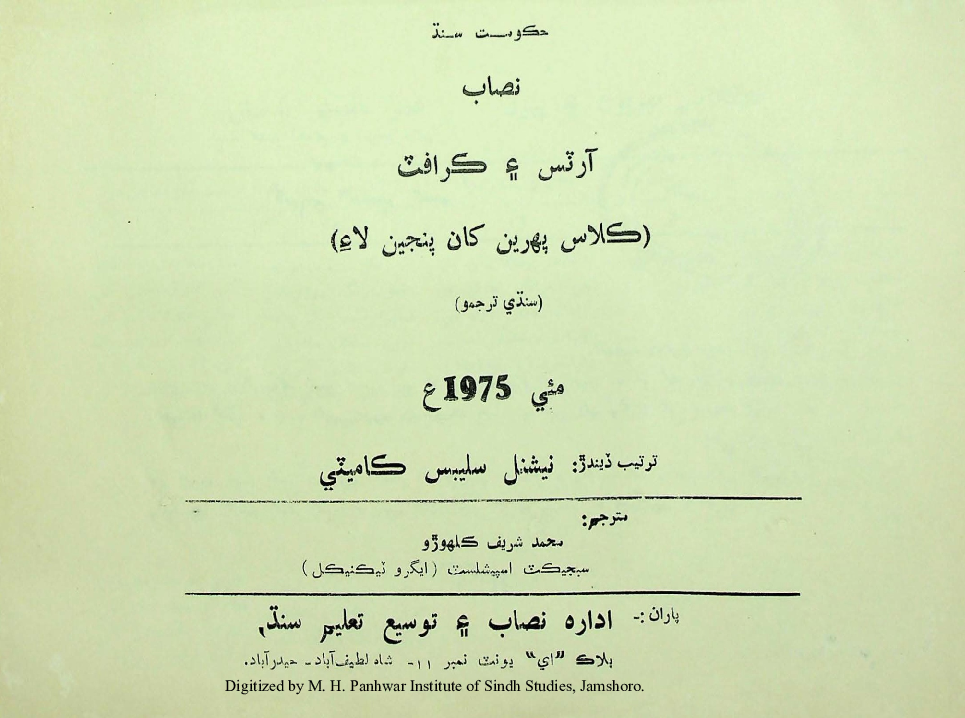 حڪومت سنڌ
نصاب
آرٽس ۽ ڪرافٽ
(ڪلاس پهرين کان پنجين لاءِ)
(سنڌي ترجمو)
مئي 1975ع
ترتيب ڏيندڙ: نيشنل سليبس ڪاميٽي
مترجم:
محمد شريف ڪلهوڙو
سبجيڪٽ اسپيشلسٽ (ايگرو ٽيڪنيڪل)
پاران :- اداره نصاب ۽ توسيع تعليم سنڌ,
بلاڪ ”اي“ يونٽ نمبر ۱۱- شاھ لطيف‌آباد - حيدرآباد.
Digitized by M. H. Panhwar Institute of Sindh Studies, Jamshoro.